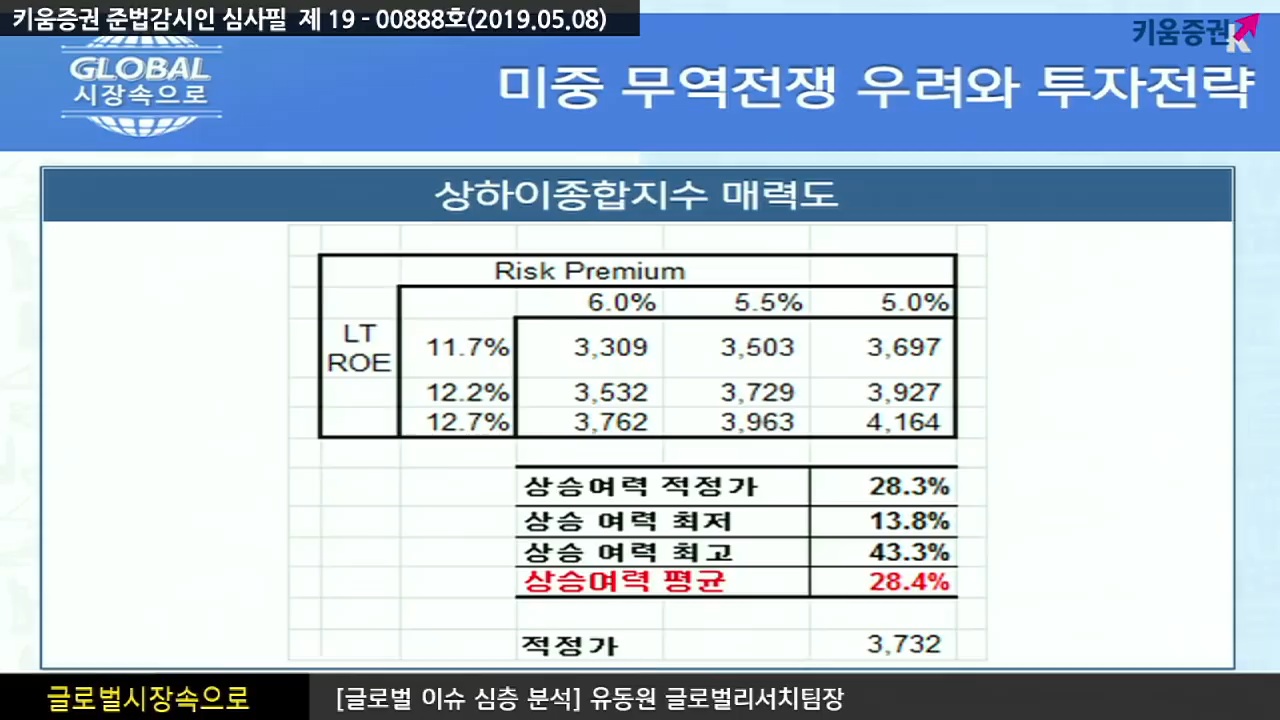 키움증권 준법감시인 심사필 제 19 - 00888호(2019.05.08)
키움증권
GLOBAL
시장속으로
미중 무역전쟁 우려와 투자전략
상하이종합지수 매력도
Risk Premium
6.0% 5.5% 5.0%
LT
ROE
11.7% 3,309 3,503 3,697
12.2% 3,532 3,729 3,927
12.7% 3,762 3,963 4,164
상승여력 적정가 28.3%
상승 여력 최저 13.8%
상승 여력 최고 43.3%
상승여력 평균 28.4%
적정가 3,732
글로벌시장속으로
[글로벌 이슈 심층 분석] 유동원 글로벌리서치팀장